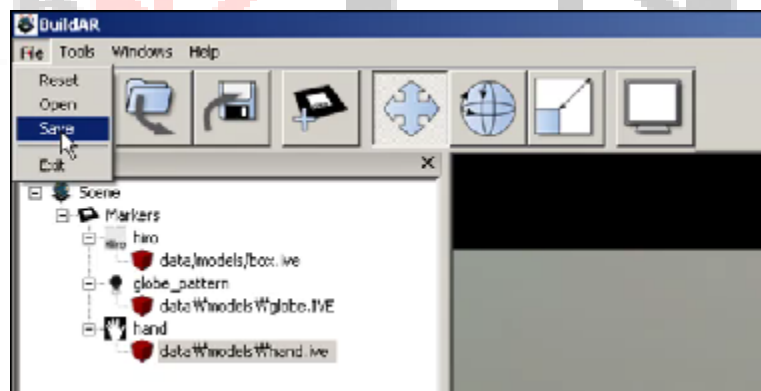 BuildAR
File Tools Windows Help
Reset
Open
Save
Exit
Scene
Markers
hiro
hiro
data/models/box.ive
globe_pattern
data₩models₩globe.IVE
hand
data₩models₩hand.ive